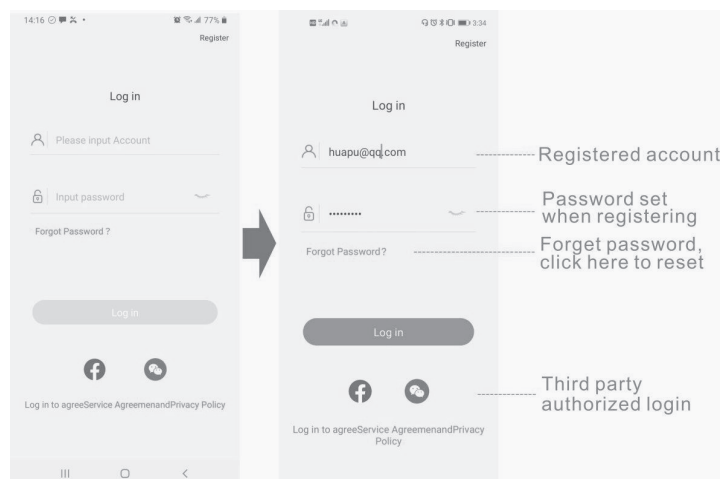 14:16
77%
Register
Log in
Please input Account
Input password
Forgot Password ?
Log in
Log in to agreeService AgreemenandPrivacy Policy
3:34
Register
Log in
huapu@qq.com
•••••••••
Forgot Password?
Log in
Log in to agreeService AgreemenandPrivacy
Policy
Registered account
Password set
when registering
Forget password,
click here to reset
Third party
authorized login